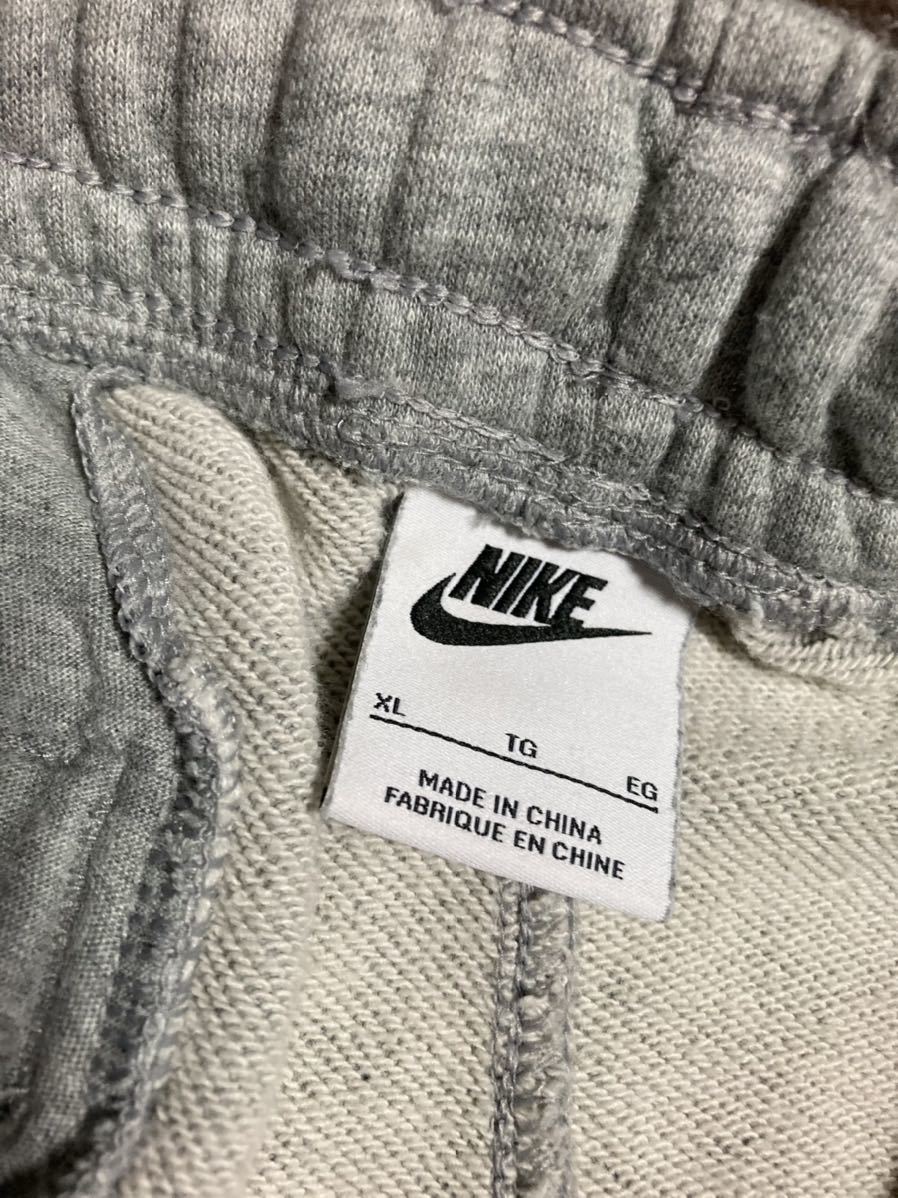 NIKE
XL
TG
EG
MADE IN CHINA
FABRIQUE EN CHINE